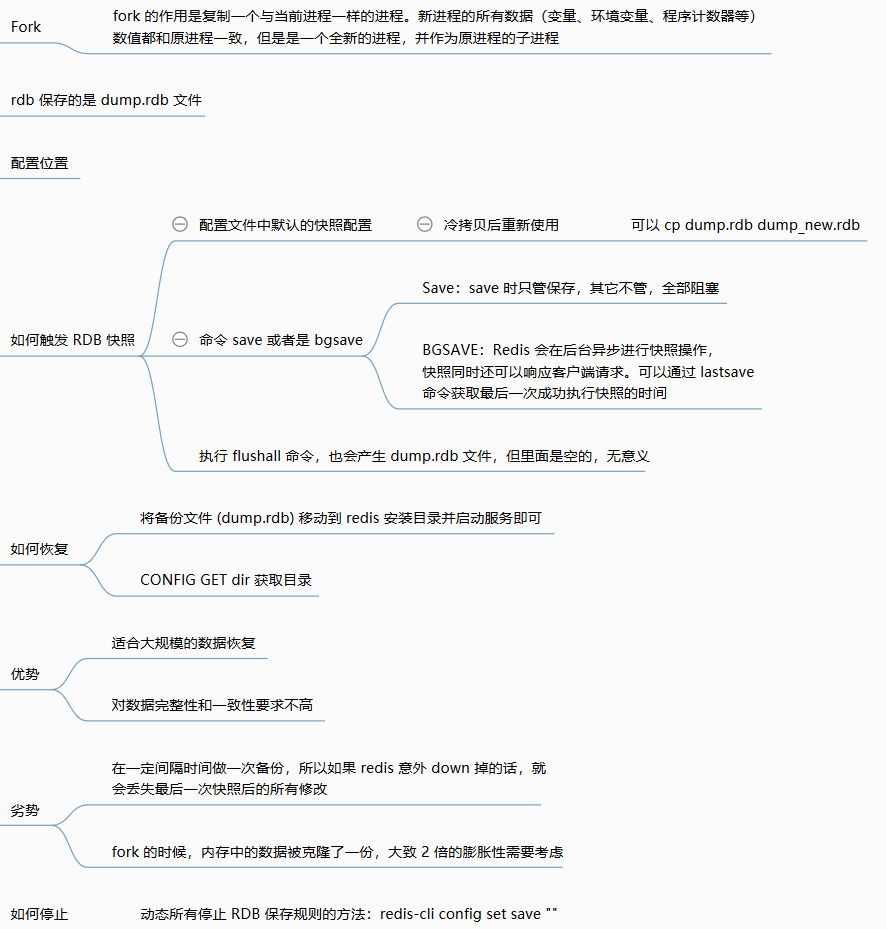 Fork
fork 的作用是复制一个与当前进程一样的进程。新进程的所有数据（变量、环境变量、程序计数器等）
数值都和原进程一致，但是是一个全新的进程，并作为原进程的子进程
rdb 保存的是 dump.rdb 文件
配置位置
如何触发 RDB 快照
配置文件中默认的快照配置
冷拷贝后重新使用
可以 cp dump.rdb dump_new.rdb
命令 save 或者是 bgsave
Save：save 时只管保存，其它不管，全部阻塞
BGSAVE：Redis 会在后台异步进行快照操作，
快照同时还可以响应客户端请求。可以通过 lastsave
命令获取最后一次成功执行快照的时间
执行 flushall 命令，也会产生 dump.rdb 文件，但里面是空的，无意义
如何恢复
将备份文件 (dump.rdb) 移动到 redis 安装目录并启动服务即可
CONFIG GET dir 获取目录
优势
适合大规模的数据恢复
对数据完整性和一致性要求不高
劣势
在一定间隔时间做一次备份，所以如果 redis 意外 down 掉的话，就
会丢失最后一次快照后的所有修改
fork 的时候，内存中的数据被克隆了一份，大致 2 倍的膨胀性需要考虑
如何停止
动态所有停止 RDB 保存规则的方法：redis-cli config set save ""